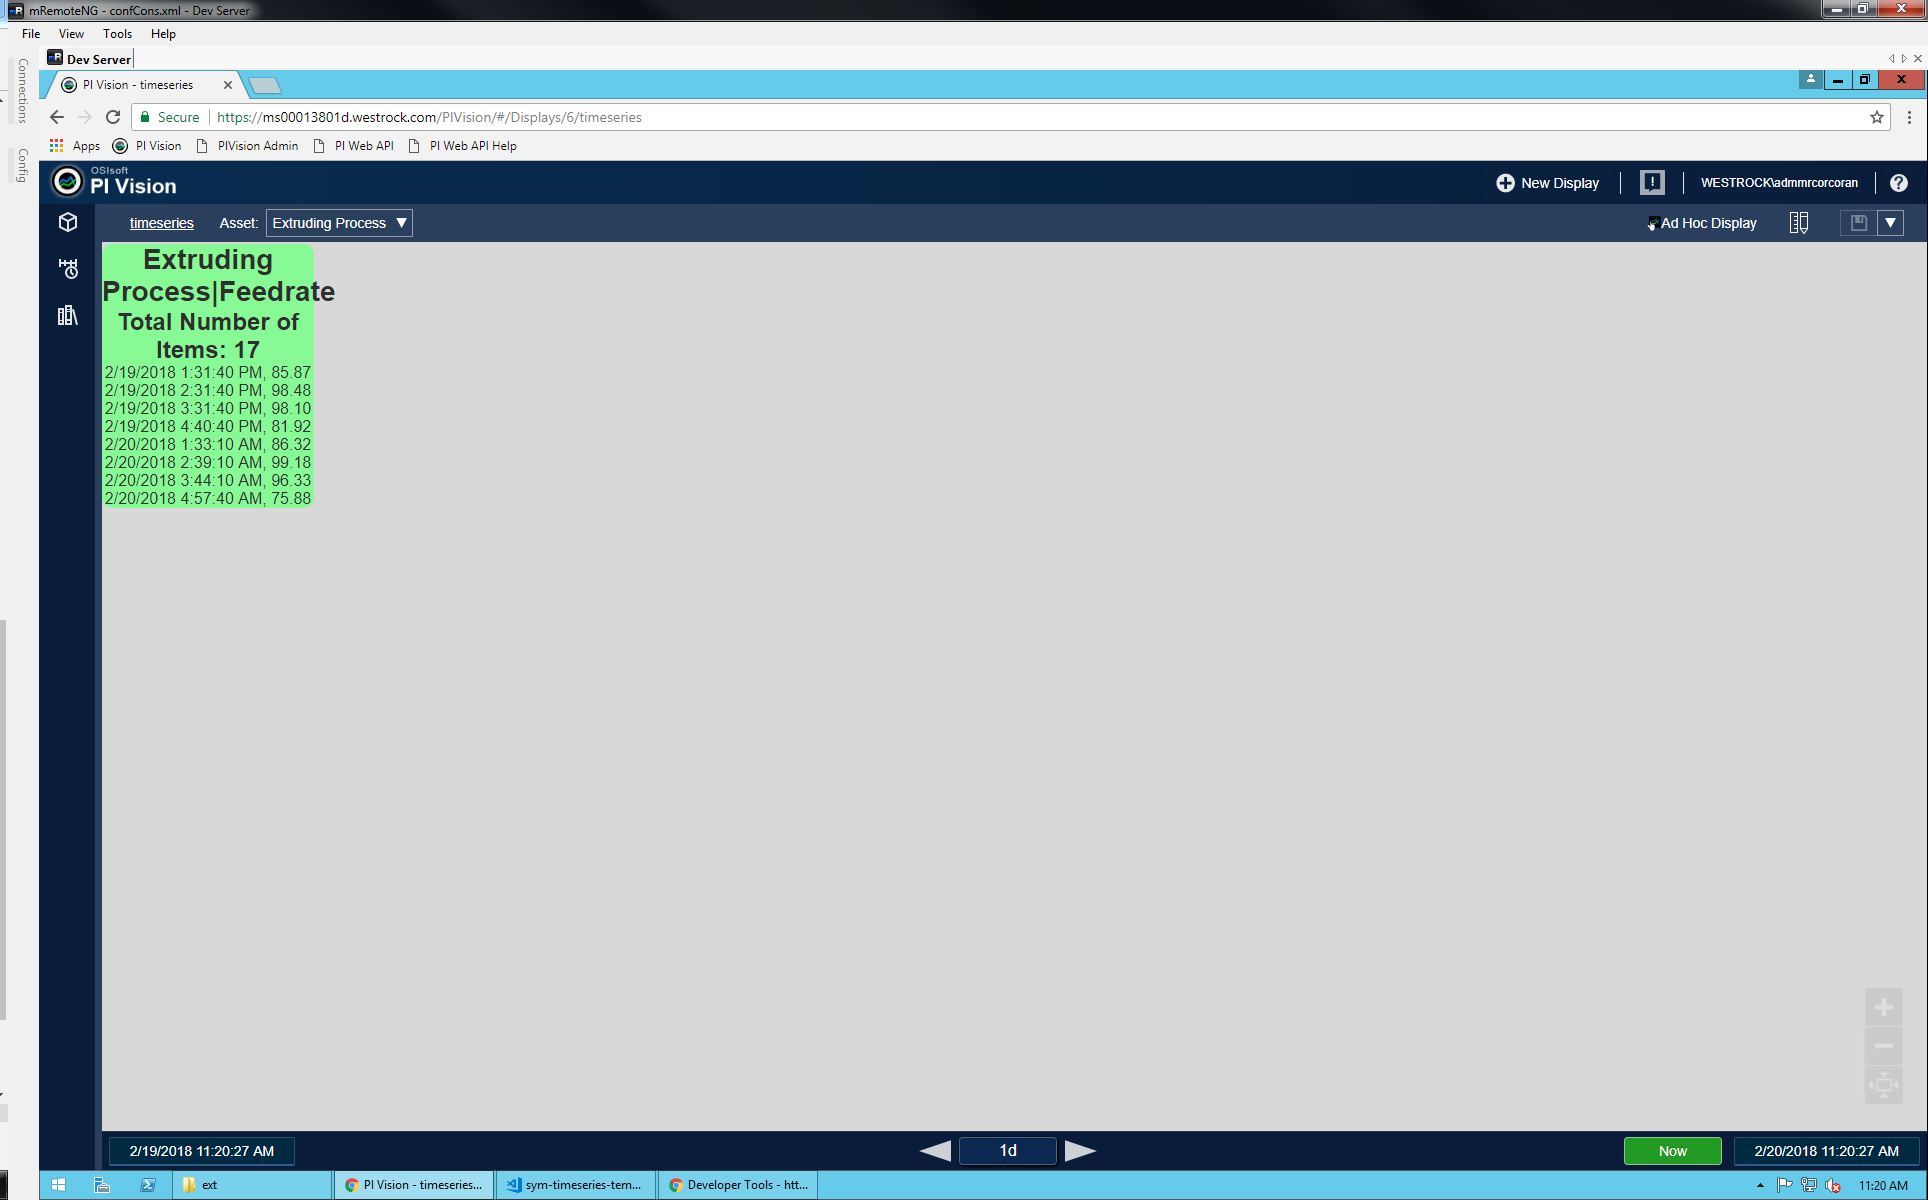 mRemoteNG - confCons.xml - Dev Server
File View Tools Help
Connections
Config
Dev Server
PI Vision - timeseries
Secure https://ms00013801d.westrock.com/PIVision/#/Displays/6/timeseries
Apps PI Vision PIVision Admin PI Web API PI Web API Help
OSIsoft
PI Vision
New Display WESTROCK\admmrcorcoran
timeseries Asset: Extruding Process Ad Hoc Display
Extruding
Process|Feedrate
Total Number of
Items: 17
2/19/2018 1:31:40 PM, 85.87
2/19/2018 2:31:40 PM, 98.48
2/19/2018 3:31:40 PM, 98.10
2/19/2018 4:40:40 PM, 81.92
2/20/2018 1:33:10 AM, 86.32
2/20/2018 2:39:10 AM, 99.18
2/20/2018 3:44:10 AM, 96.33
2/20/2018 4:57:40 AM, 75.88
2/19/2018 11:20:27 AM 1d Now 2/20/2018 11:20:27 AM
ext PI Vision - timeseries... sym-timeseries-tem... Developer Tools - htt... 11:20 AM